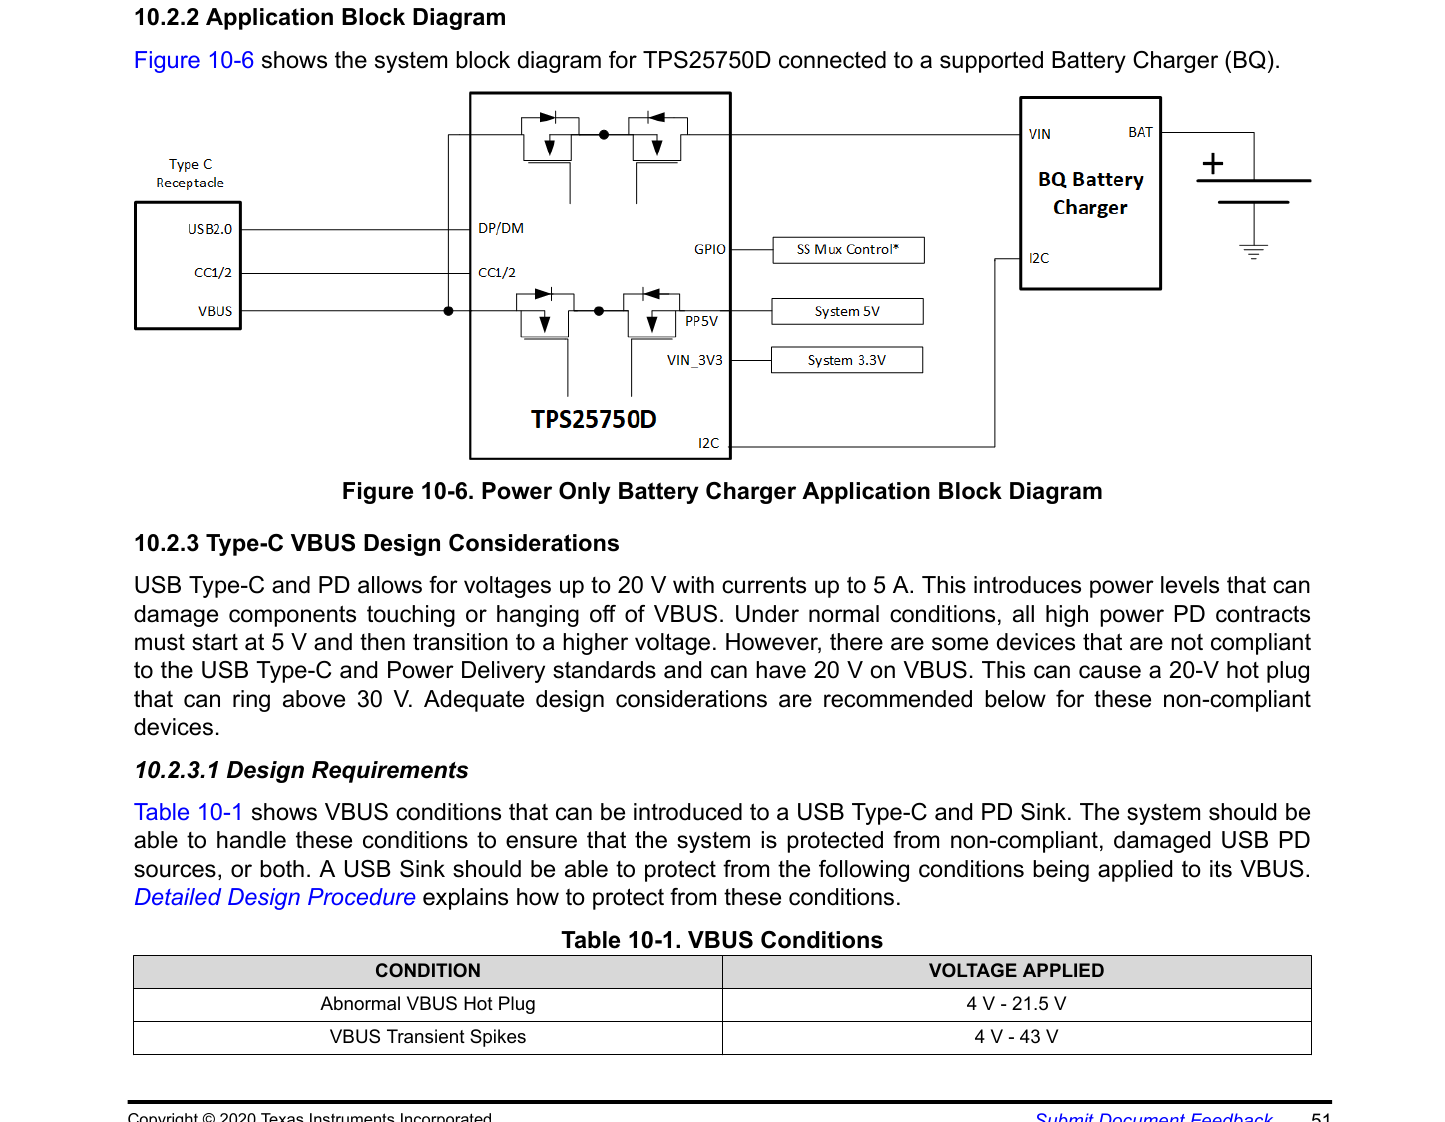 10.2.2 Application Block Diagram
Figure 10-6 shows the system block diagram for TPS25750D connected to a supported Battery Charger (BQ).
Type C
Receptacle
USB2.0
CC1/2
VBUS
DP/DM
CC1/2
GPIO
PP5V
VIN_3V3
TPS25750D
I2C
SS Mux Control*
System 5V
System 3.3V
VIN
BAT
BQ Battery
Charger
I2C
+
Figure 10-6. Power Only Battery Charger Application Block Diagram
10.2.3 Type-C VBUS Design Considerations
USB Type-C and PD allows for voltages up to 20 V with currents up to 5 A. This introduces power levels that can
damage components touching or hanging off of VBUS. Under normal conditions, all high power PD contracts
must start at 5 V and then transition to a higher voltage. However, there are some devices that are not compliant
to the USB Type-C and Power Delivery standards and can have 20 V on VBUS. This can cause a 20-V hot plug
that can ring above 30 V. Adequate design considerations are recommended below for these non-compliant
devices.
10.2.3.1 Design Requirements
Table 10-1 shows VBUS conditions that can be introduced to a USB Type-C and PD Sink. The system should be
able to handle these conditions to ensure that the system is protected from non-compliant, damaged USB PD
sources, or both. A USB Sink should be able to protect from the following conditions being applied to its VBUS.
Detailed Design Procedure explains how to protect from these conditions.
Table 10-1. VBUS Conditions
CONDITION VOLTAGE APPLIED
Abnormal VBUS Hot Plug 4 V - 21.5 V
VBUS Transient Spikes 4 V - 43 V
Copyright © 2020 Texas Instruments Incorporated Submit Document Feedback 51